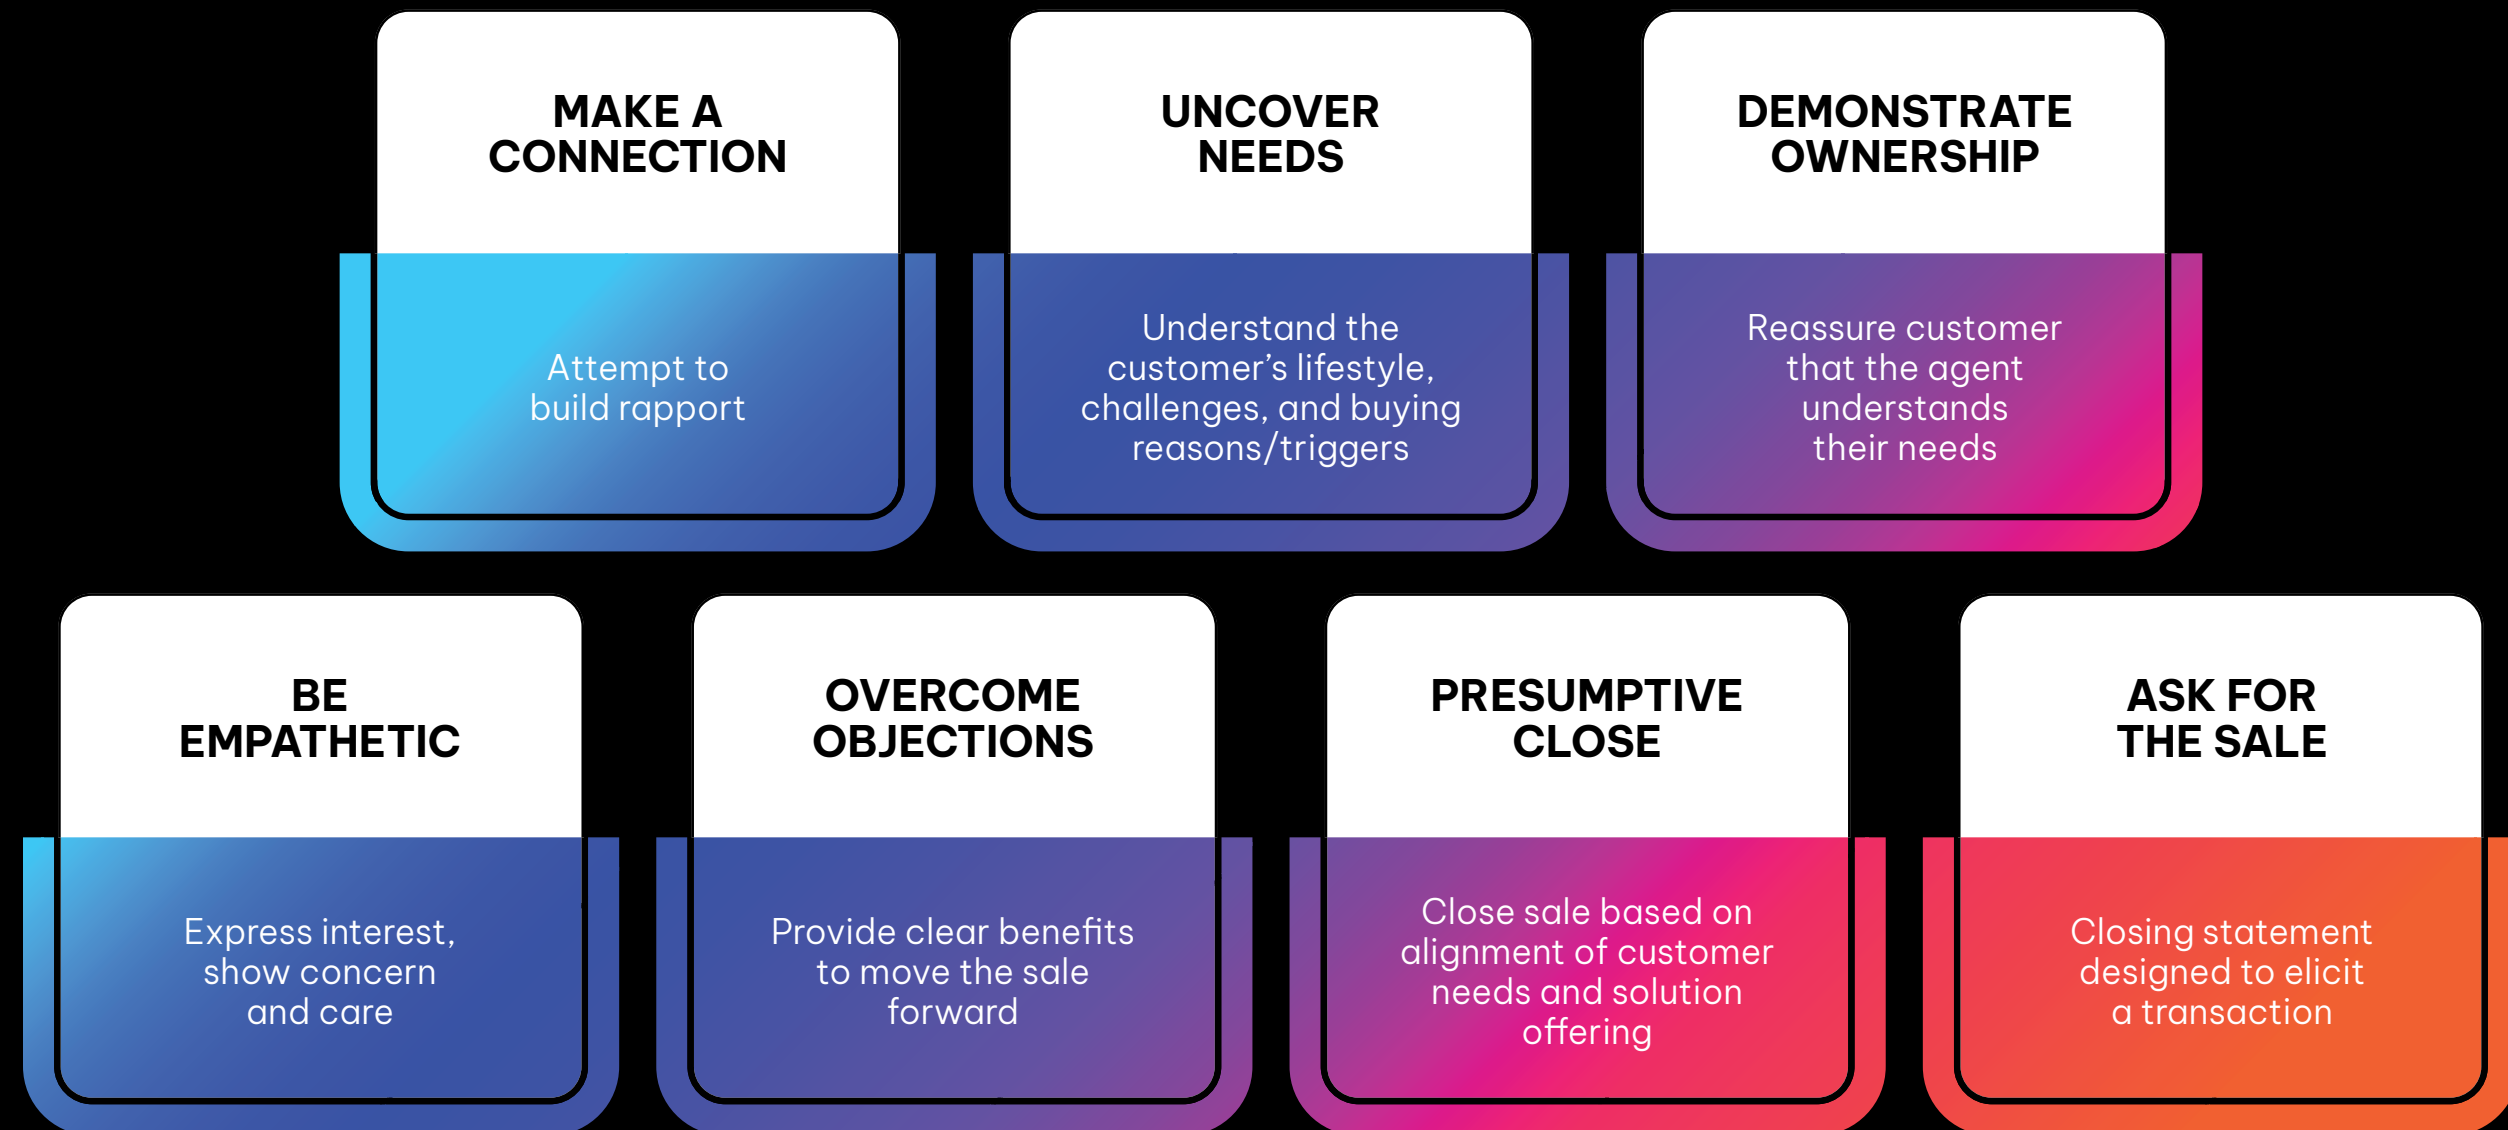 MAKE A
CONNECTION
Attempt to
build rapport
UNCOVER
NEEDS
Understand the
customer’s lifestyle,
challenges, and buying
reasons/triggers
DEMONSTRATE
OWNERSHIP
Reassure customer
that the agent
understands
their needs
BE
EMPATHETIC
Express interest,
show concern
and care
OVERCOME
OBJECTIONS
Provide clear benefits
to move the sale
forward
PRESUMPTIVE
CLOSE
Close sale based on
alignment of customer
needs and solution
offering
ASK FOR
THE SALE
Closing statement
designed to elicit
a transaction